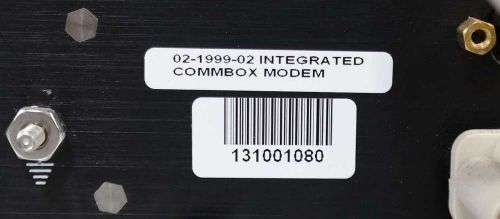 02-1999-02 INTEGRATED
COMMBOX MODEM
131001080